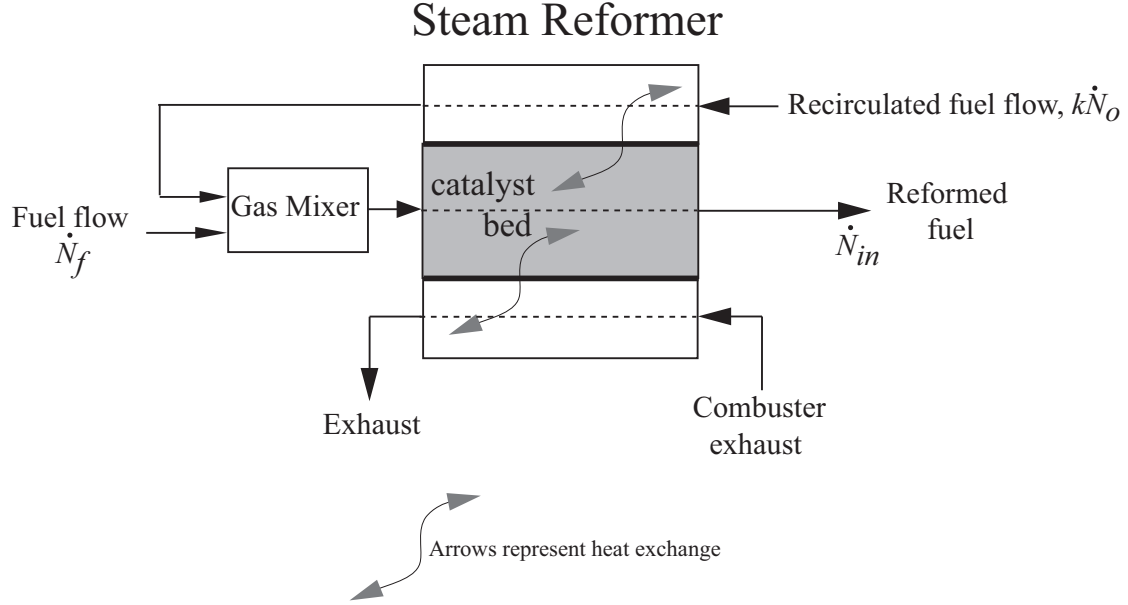 Steam Reformer
Recirculated fuel flow, kṄo
catalyst
bed
Gas Mixer
Fuel flow
Ṅf
Reformed
fuel
Ṅin
Exhaust
Combuster
exhaust
Arrows represent heat exchange